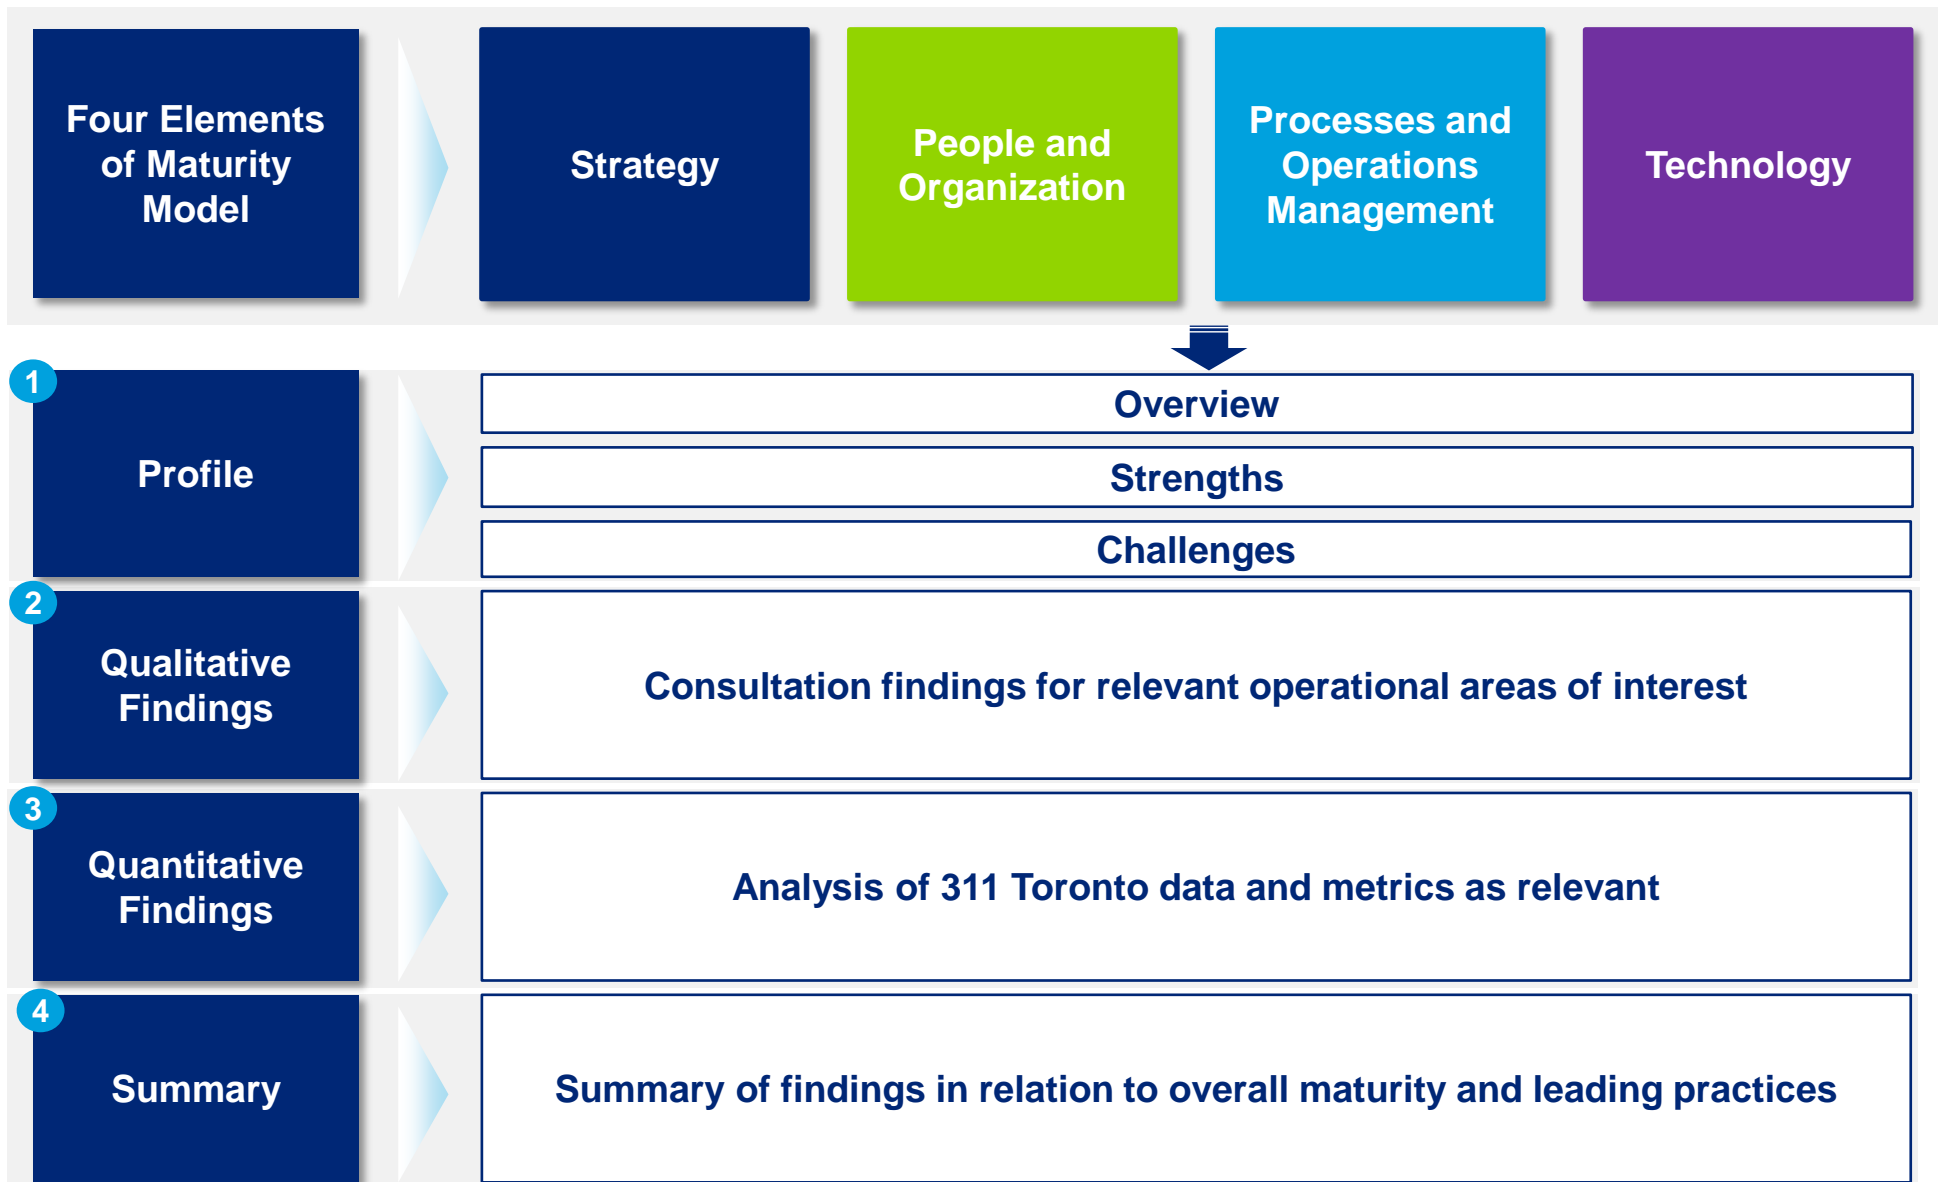 Four Elements
of Maturity
Model
Strategy
People and
Organization
Processes and
Operations
Management
Technology
1
Profile
Overview
Strengths
Challenges
2
Qualitative
Findings
Consultation findings for relevant operational areas of interest
3
Quantitative
Findings
Analysis of 311 Toronto data and metrics as relevant
4
Summary
Summary of findings in relation to overall maturity and leading practices